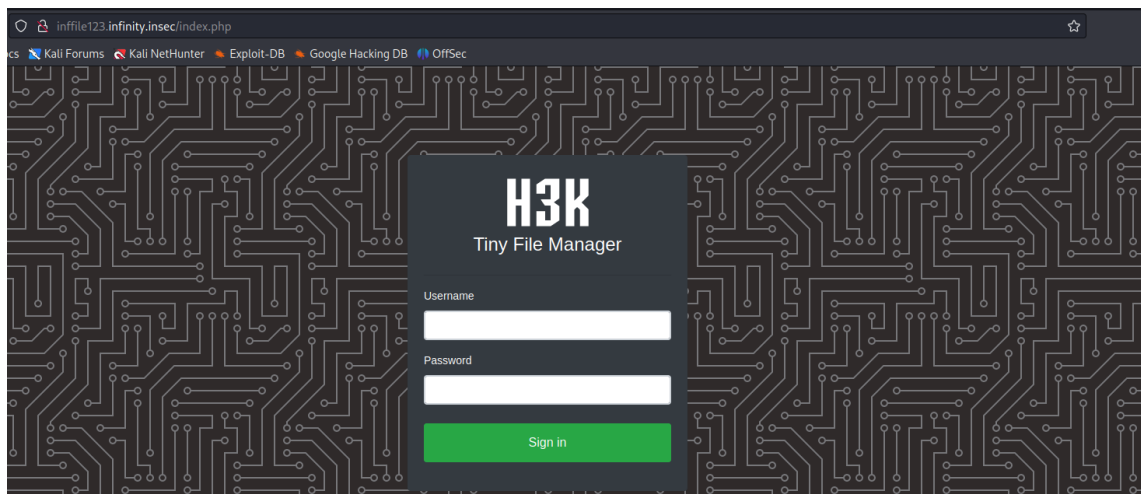 inffile123.infinity.insec/index.php
cs Kali Forums Kali NetHunter Exploit-DB Google Hacking DB OffSec
H3K
Tiny File Manager
Username
Password
Sign in